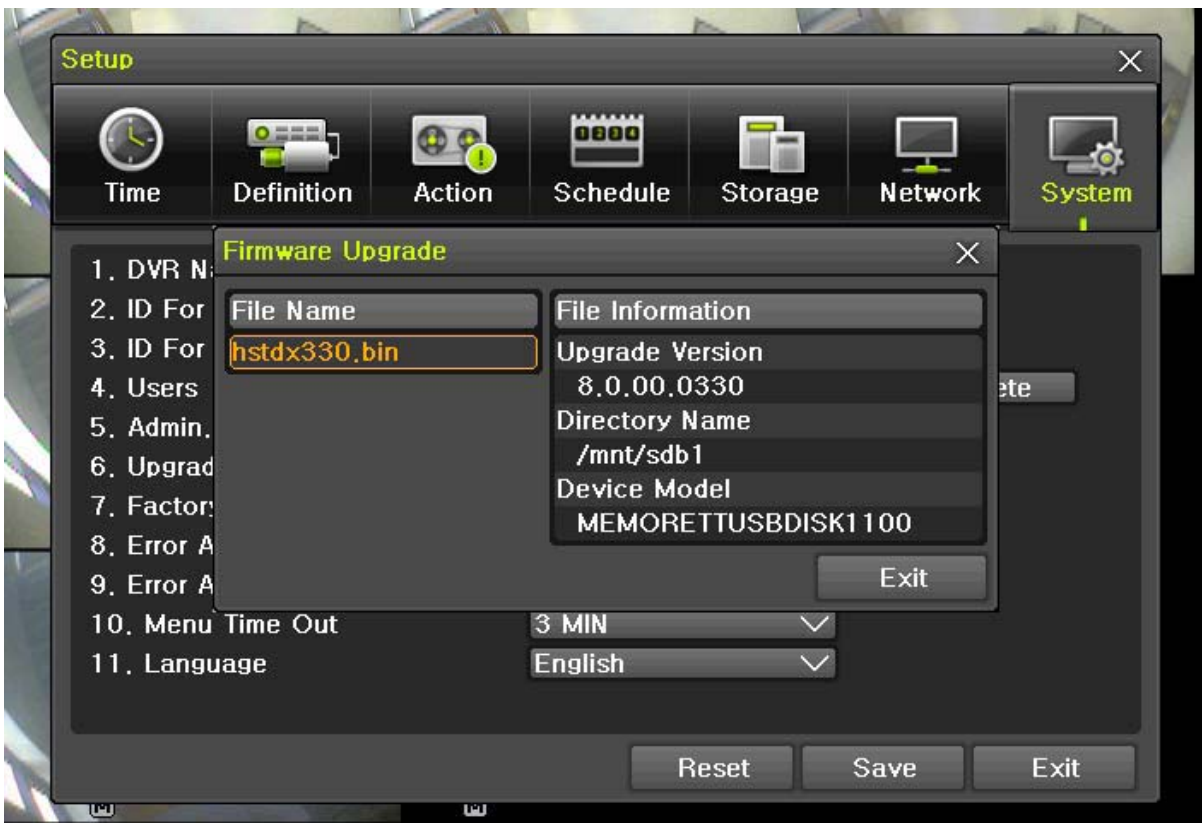 Setup
Time Definition Action Schedule Storage Network System
Firmware Upgrade
1. DVR N
2. ID For
File Name
File Information
3. ID For
hstdx330.bin
Upgrade Version
4. Users
8.0.00.0330
ete
5. Admin.
Directory Name
6. Upgrad
/mnt/sdb1
Device Model
7. Factor
MEMORETTUSBDISK1100
8. Error A
9. Error A
Exit
10. Menu Time Out 3 MIN
11. Language English
Reset Save Exit
M M